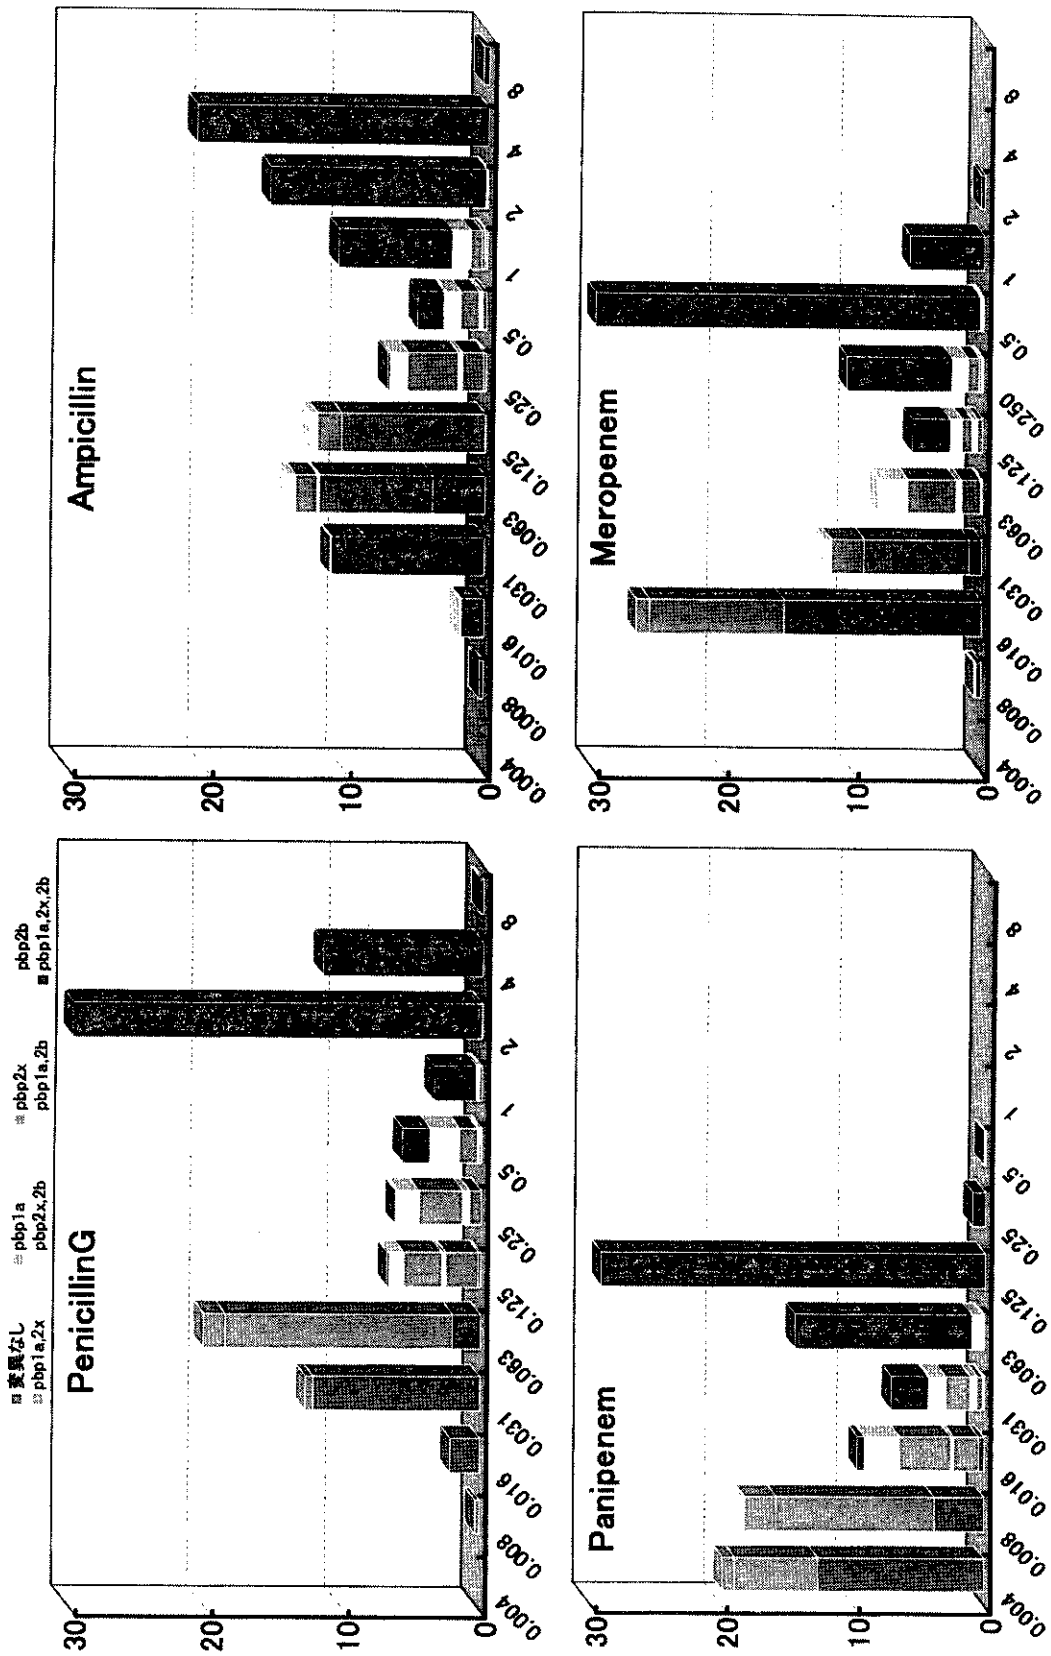 変異なし pbp1a pbp2x pbp2b
pbp1a,2x pbp2x,2b pbp1a,2b pbp1a,2x,2b
PenicillinG
30
20
10
0
0.004 0.008 0.016 0.031 0.063 0.125 0.25 0.5 1 2 4 8
Ampicillin
30
20
10
0
0.004 0.008 0.016 0.031 0.063 0.125 0.25 0.5 1 2 4 8
Panipenem
30
20
10
0
0.004 0.008 0.016 0.031 0.063 0.125 0.25 0.5 1 2 4 8
Meropenem
30
20
10
0
0.004 0.008 0.016 0.031 0.063 0.125 0.250 0.5 1 2 4 8